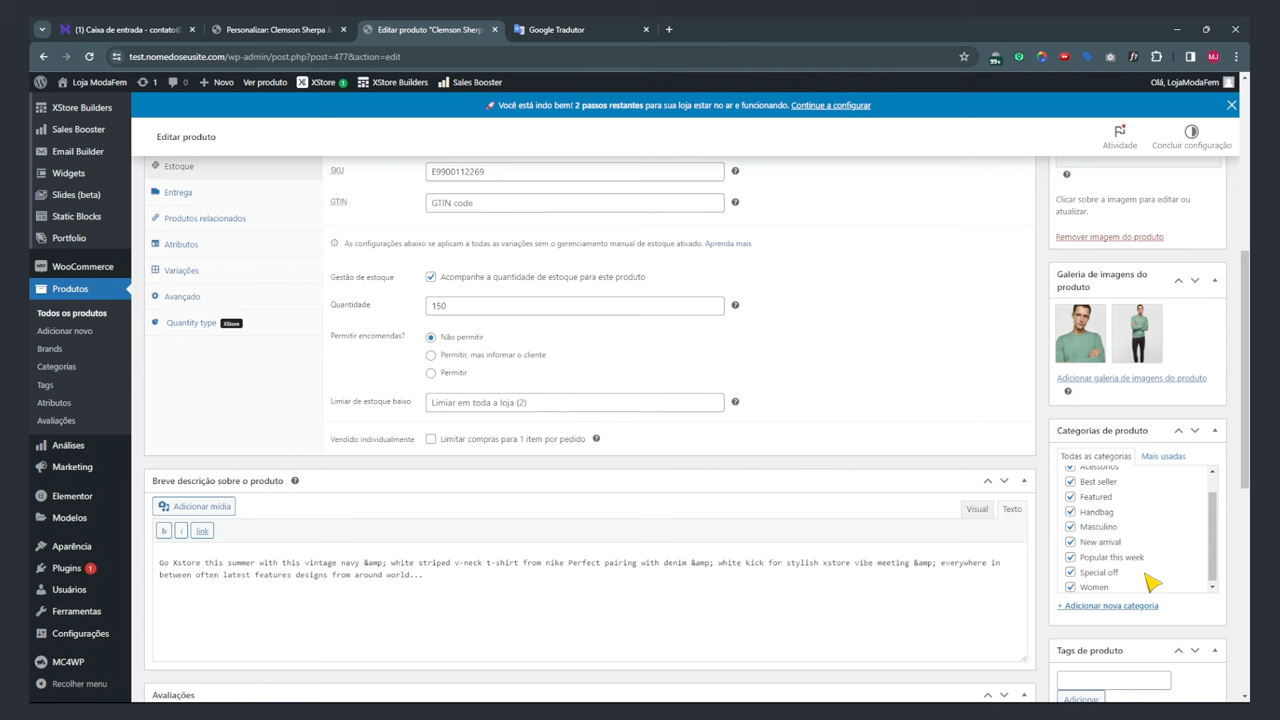 (1) Caixa de entrada - contato@
Personalizar: Clemson Sherpa Ja
Editar produto "Clemson Sherp
Google Tradutor
test.nomedoseusite.com/wp-admin/post.php?post=477&action=edit
99+
f?
MJ
Loja ModaFem
1
0
Novo
Ver produto
XStore
1
XStore Builders
Sales Booster
Olá, LojaModaFem
XStore Builders
Sales Booster
Email Builder
Widgets
Slides (beta)
Static Blocks
Portfolio
WooCommerce
Produtos
Todos os produtos
Adicionar novo
Brands
Categorias
Tags
Atributos
Avaliações
Análises
Marketing
Elementor
Modelos
Aparência
Plugins 1
Usuários
Ferramentas
Configurações
MC4WP
Recolher menu
🚀 Você está indo bem! 2 passos restantes para sua loja estar no ar e funcionando. Continue a configurar
Editar produto
Atividade
Concluir configuração
Estoque
Entrega
Produtos relacionados
Atributos
Variações
Avançado
Quantity type XStore
SKU
E9900112269
GTIN
GTIN code
As configurações abaixo se aplicam a todas as variações sem o gerenciamento manual de estoque ativado. Aprenda mais
Gestão de estoque
Acompanhe a quantidade de estoque para este produto
Quantidade
150
Permitir encomendas?
Não permitir
Permitir, mas informar o cliente
Permitir
Limiar de estoque baixo
Limiar em toda a loja (2)
Vendido individualmente
Limitar compras para 1 item por pedido
Breve descrição sobre o produto
Adicionar mídia
Visual
Texto
b
i
link
Go Xstore this summer with this vintage navy &amp; white striped v-neck t-shirt from nike Perfect pairing with denim &amp; white kick for stylish xstore vibe meeting &amp; everywhere in
between often latest features designs from around world...
Avaliações
Clicar sobre a imagem para editar ou
atualizar.
Remover imagem do produto
Galeria de imagens do
produto
Adicionar galeria de imagens do produto
Categorias de produto
Todas as categorias
Mais usadas
Acessórios
Best seller
Featured
Handbag
Masculino
New arrival
Popular this week
Special off
Women
+ Adicionar nova categoria
Tags de produto
Adicionar